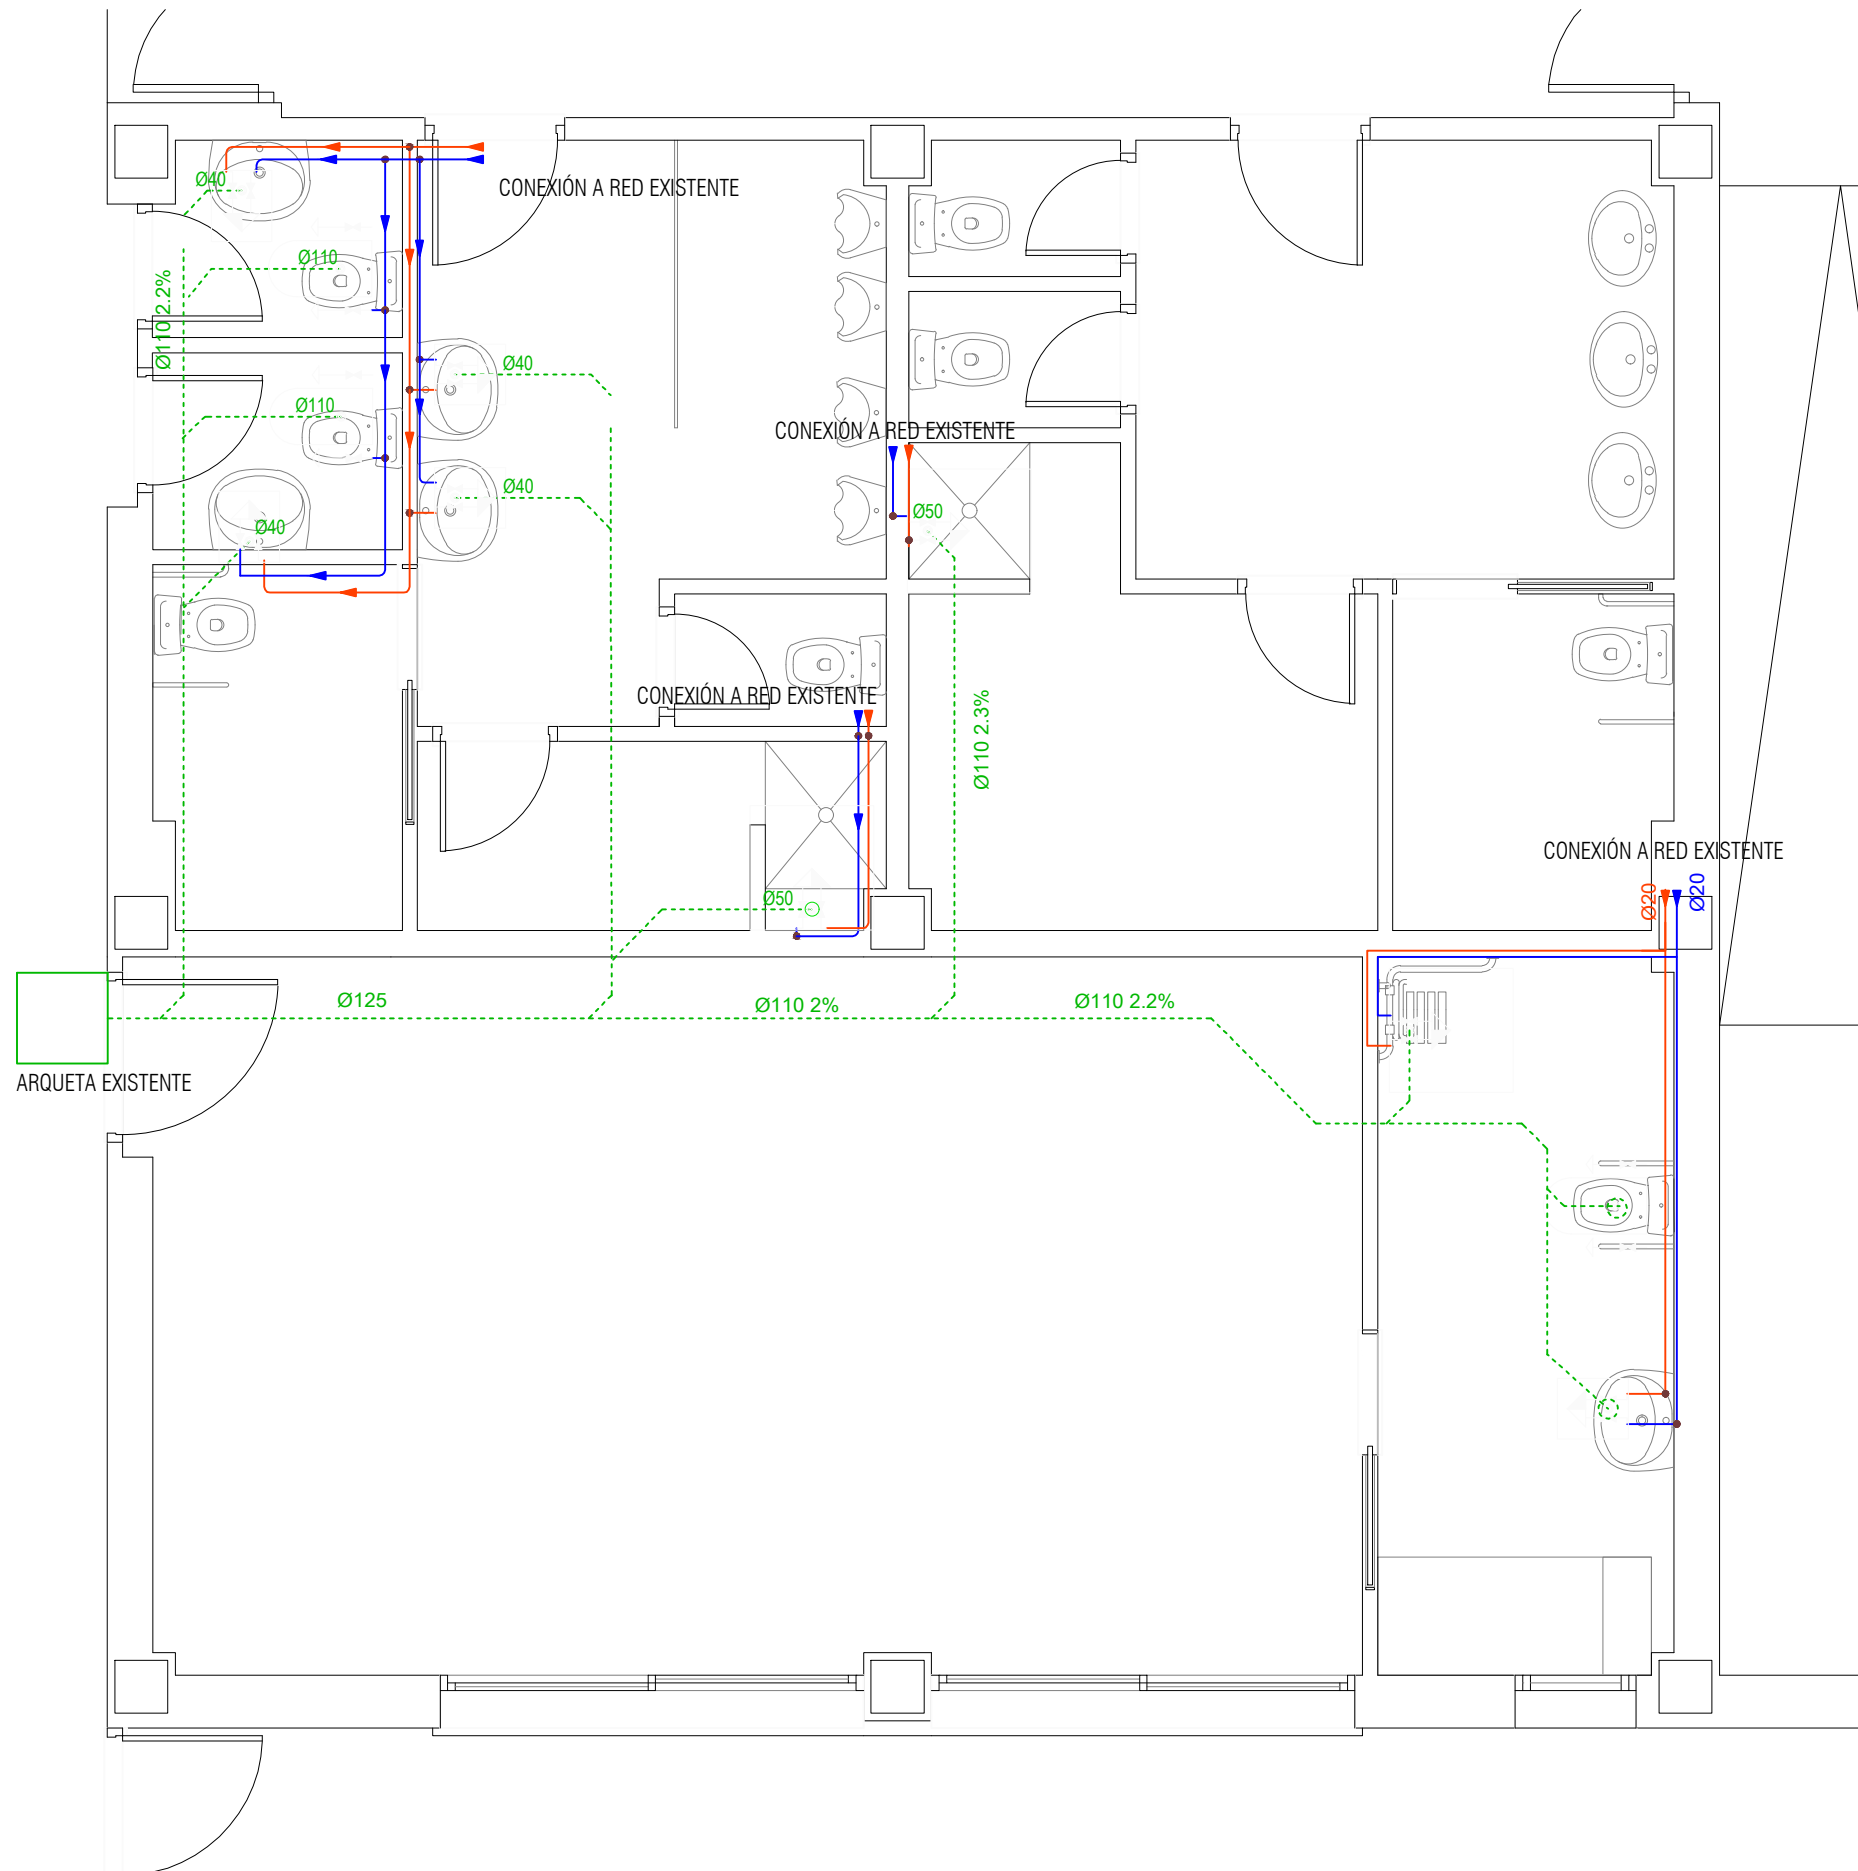 Ø40
CONEXIÓN A RED EXISTENTE
Ø110
Ø110 2.2%
Ø40
Ø110
CONEXIÓN A RED EXISTENTE
Ø40
Ø50
Ø40
CONEXIÓN A RED EXISTENTE
Ø110 2.3%
CONEXIÓN A RED EXISTENTE
Ø50
Ø20
Ø20
Ø125
Ø110 2%
Ø110 2.2%
ARQUETA EXISTENTE